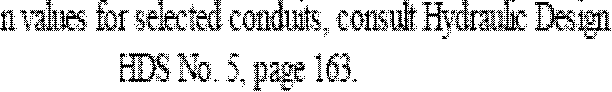 n values for selected conduits, consult Hydraulic Design
HDS No. 5, page 163.